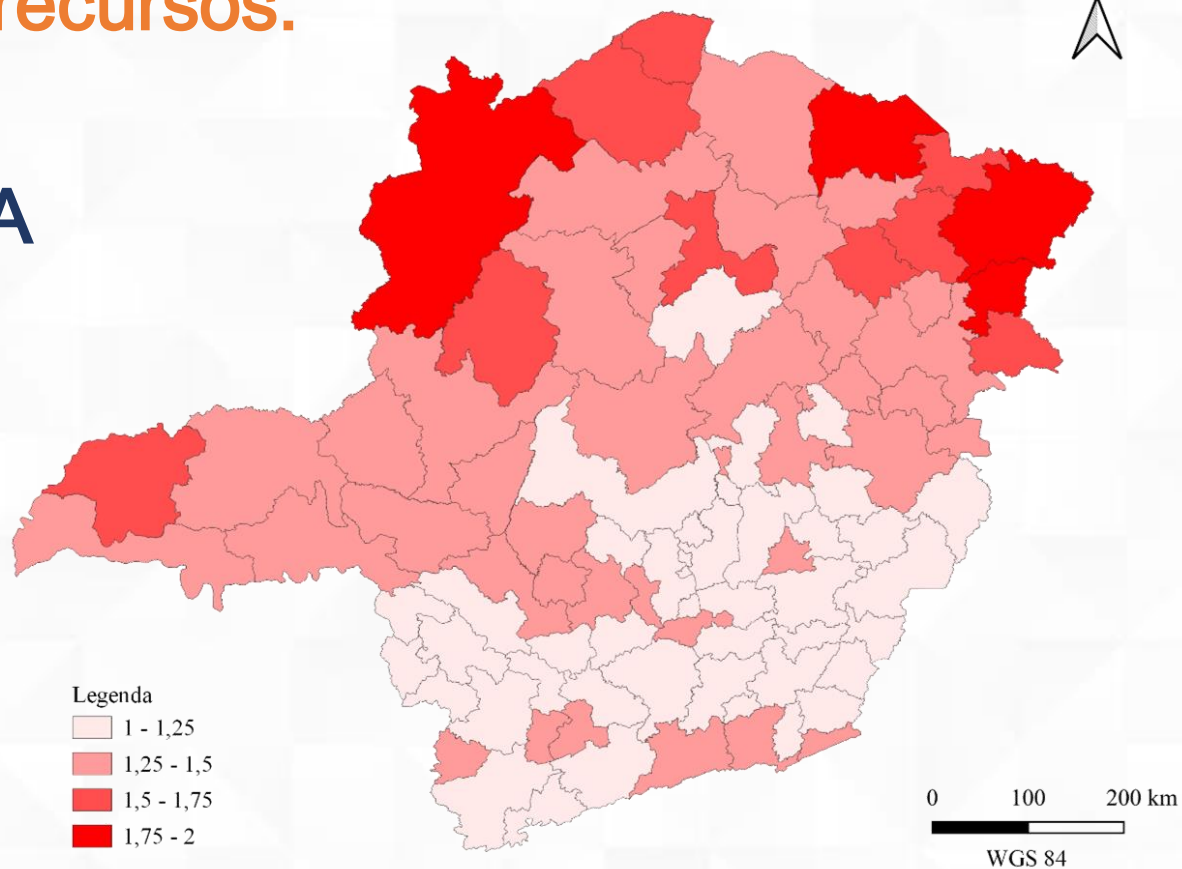 recursos.
A
Legenda
1 - 1,25
1,25 - 1,5
1,5 - 1,75
1,75 - 2
0 100 200 km
WGS 84